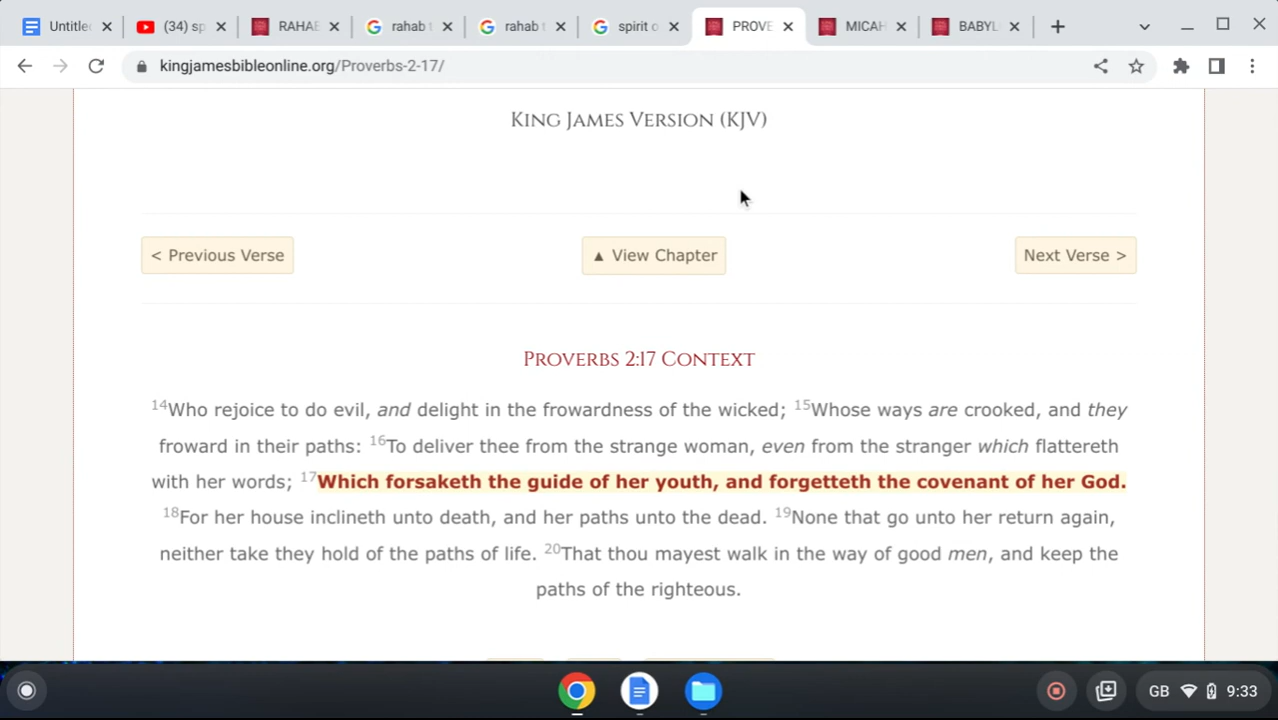 Untitle
(34) sp
RAHAB
rahab t
rahab t
spirit o
PROVE
MICAH
BABYL
kingjamesbibleonline.org/Proverbs-2-17/
King James Version (KJV)
< Previous Verse
▲ View Chapter
Next Verse >
Proverbs 2:17 Context
14Who rejoice to do evil, and delight in the frowardness of the wicked; 15Whose ways are crooked, and they
froward in their paths: 16To deliver thee from the strange woman, even from the stranger which flattereth
with her words; 17Which forsaketh the guide of her youth, and forgetteth the covenant of her God.
18For her house inclineth unto death, and her paths unto the dead. 19None that go unto her return again,
neither take they hold of the paths of life. 20That thou mayest walk in the way of good men, and keep the
paths of the righteous.
GB
9:33